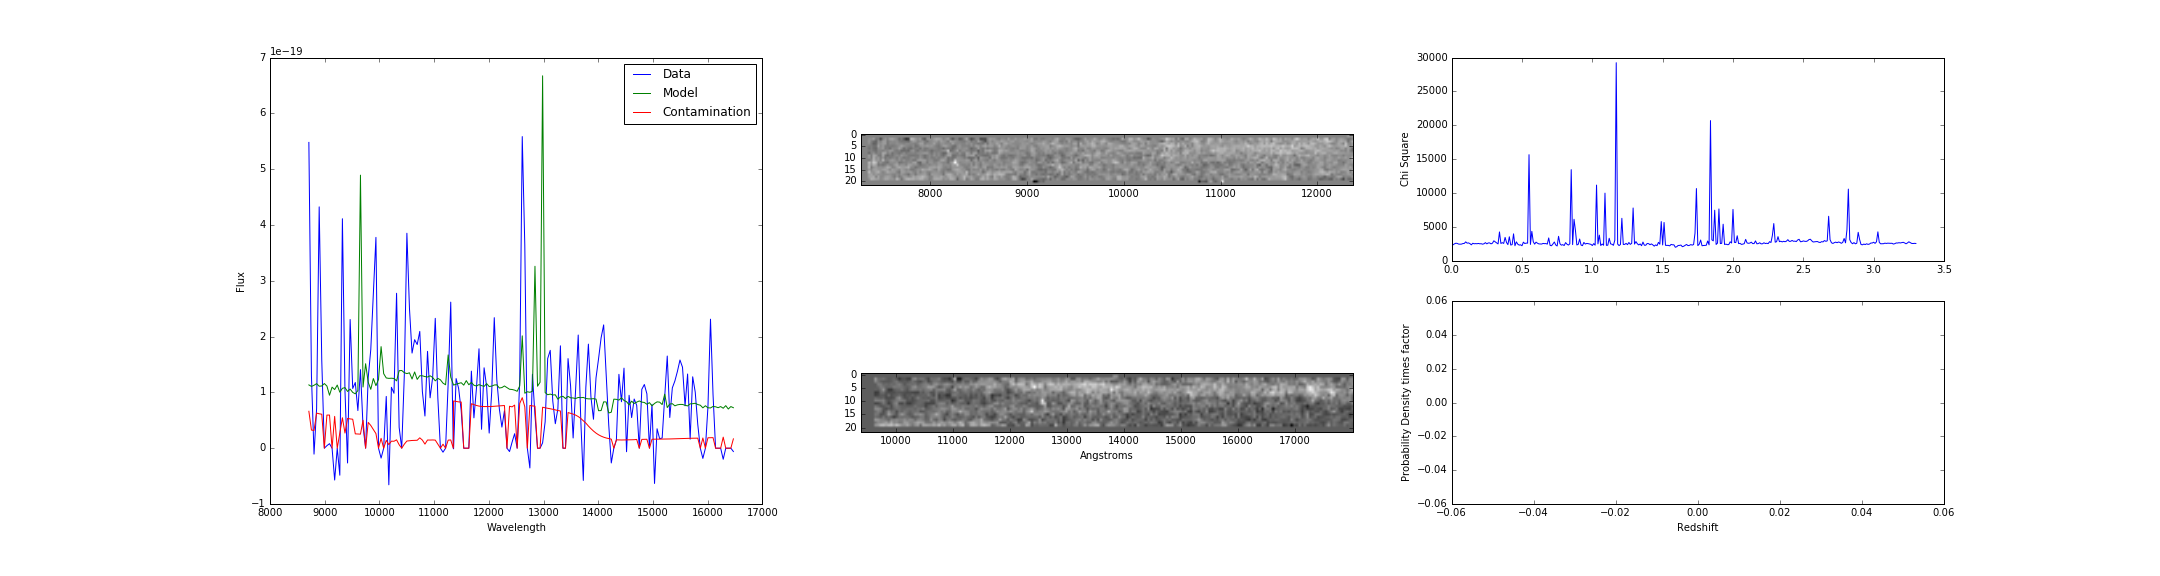 1e−19
7
6
5
4
3
2
1
0
−1
8000 9000 10000 11000 12000 13000 14000 15000 16000 17000
Wavelength
Flux
Data
Model
Contamination
0
5
10
15
20
8000 9000 10000 11000 12000
0
5
10
15
20
10000 11000 12000 13000 14000 15000 16000 17000
Angstroms
30000
25000
20000
15000
10000
5000
0
0.0 0.5 1.0 1.5 2.0 2.5 3.0 3.5
Chi Square
0.06
0.04
0.02
0.00
−0.02
−0.04
−0.06
−0.06 −0.04 −0.02 0.00 0.02 0.04 0.06
Redshift
Probability Density times factor